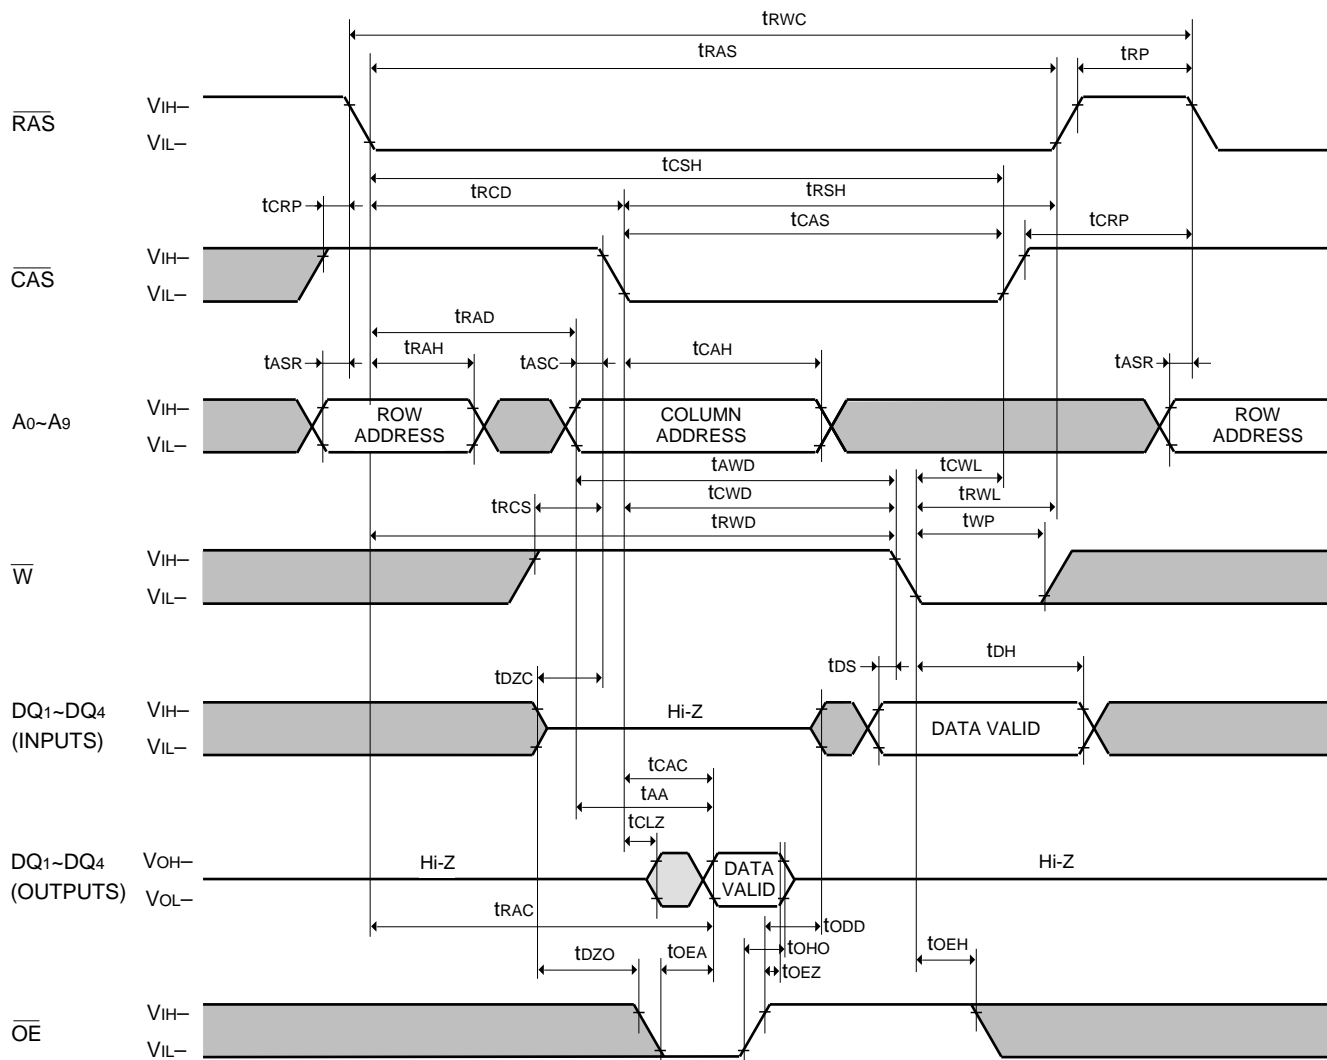 tRWC
tRAS
tRP
RAS
VIH–
VIL–
tCSH
tRCD
tRSH
tCRP
tCAS
tCRP
CAS
VIH–
VIL–
tRAD
tASR
tRAH
tASC
tCAH
tASR
A0~A9
VIH–
VIL–
ROW
ADDRESS
COLUMN
ADDRESS
ROW
ADDRESS
tAWD
tCWL
tRCS
tCWD
tRWL
tRWD
tWP
W
VIH–
VIL–
tDZC
tDS
tDH
DQ1~DQ4
(INPUTS)
VIH–
VIL–
Hi-Z
DATA VALID
tCAC
tAA
tCLZ
DQ1~DQ4
(OUTPUTS)
VOH–
VOL–
Hi-Z
DATA
VALID
Hi-Z
tRAC
tODD
tDZO
tOEA
tOHO
tOEZ
tOEH
OE
VIH–
VIL–